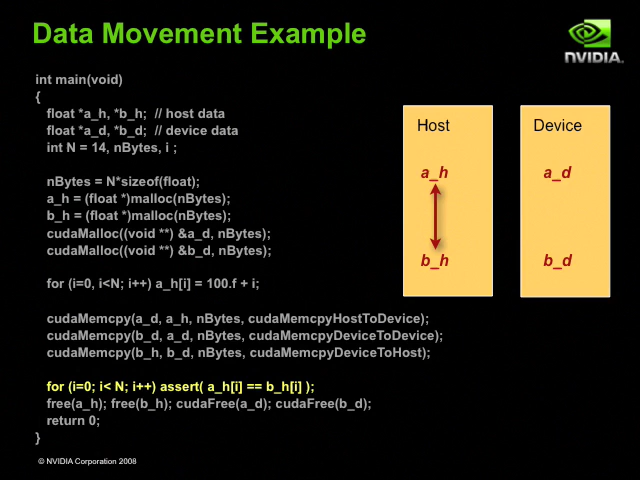 Data Movement Example
NVIDIA.
int main(void)
{
float *a_h, *b_h; // host data
float *a_d, *b_d; // device data
int N = 14, nBytes, i ;
nBytes = N*sizeof(float);
a_h = (float *)malloc(nBytes);
b_h = (float *)malloc(nBytes);
cudaMalloc((void **) &a_d, nBytes);
cudaMalloc((void **) &b_d, nBytes);
for (i=0, i<N; i++) a_h[i] = 100.f + i;
cudaMemcpy(a_d, a_h, nBytes, cudaMemcpyHostToDevice);
cudaMemcpy(b_d, a_d, nBytes, cudaMemcpyDeviceToDevice);
cudaMemcpy(b_h, b_d, nBytes, cudaMemcpyDeviceToHost);
for (i=0; i< N; i++) assert( a_h[i] == b_h[i] );
free(a_h); free(b_h); cudaFree(a_d); cudaFree(b_d);
return 0;
}
Host
a_h
b_h
Device
a_d
b_d
© NVIDIA Corporation 2008